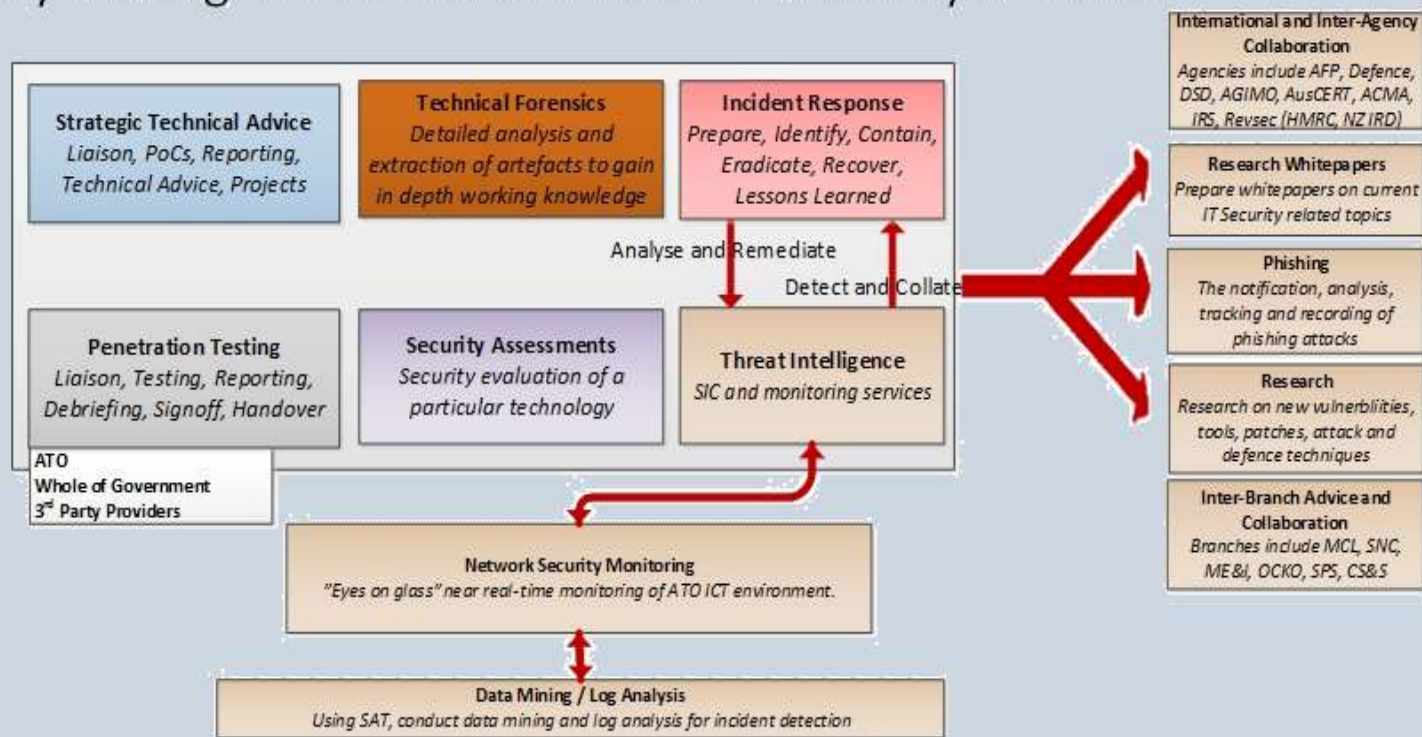 Strategic Technical Advice
Liaison, PoCs, Reporting,
Technical Advice, Projects
Technical Forensics
Detailed analysis and
extraction of artefacts to gain
in depth working knowledge
Incident Response
Prepare, Identify, Contain,
Eradicate, Recover,
Lessons Learned
Analyse and Remediate
Detect and Collate
Penetration Testing
Liaison, Testing, Reporting,
Debriefing, Signoff, Handover
Security Assessments
Security evaluation of a
particular technology
Threat Intelligence
SIC and monitoring services
ATO
Whole of Government
3rd Party Providers
Network Security Monitoring
"Eyes on glass" near real-time monitoring of ATO ICT environment.
Data Mining / Log Analysis
Using SAT, conduct data mining and log analysis for incident detection
International and Inter-Agency
Collaboration
Agencies include AFP, Defence,
DSD, AGIMO, AusCERT, ACMA,
IRS, Revsec (HMRC, NZ IRD)
Research Whitepapers
Prepare whitepapers on current
IT Security related topics
Phishing
The notification, analysis,
tracking and recording of
phishing attacks
Research
Research on new vulnerbliities,
tools, patches, attack and
defence techniques
Inter-Branch Advice and
Collaboration
Branches include MCL, SNC,
ME&I, OCKO, SPS, CS&S